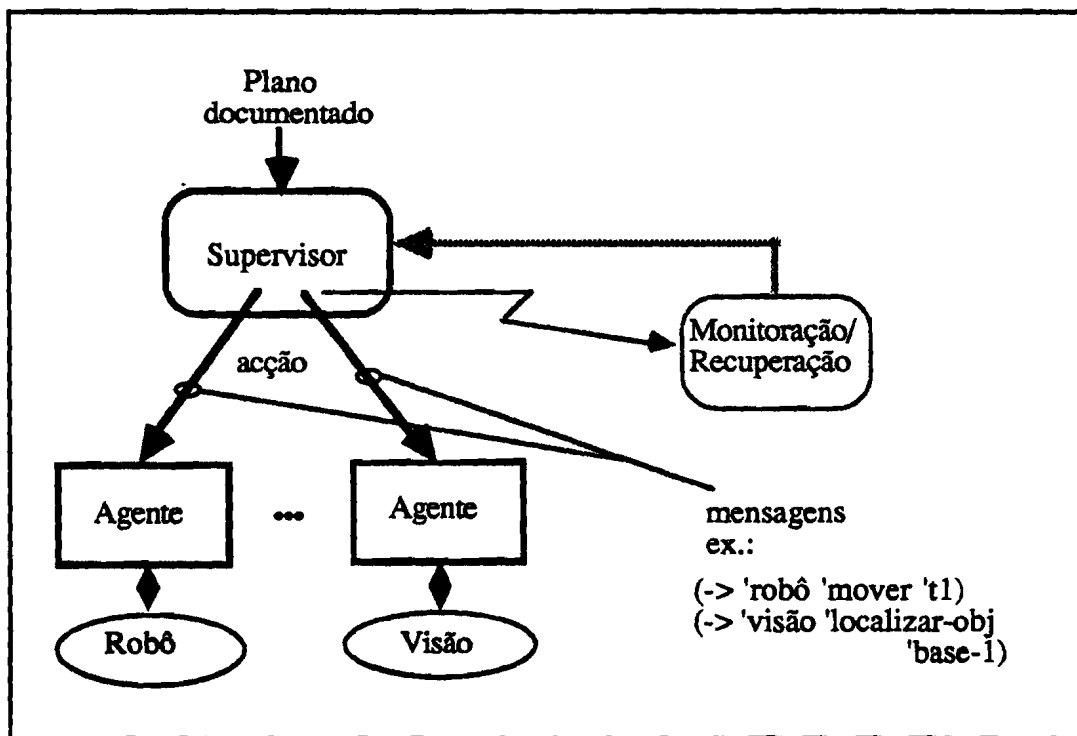 Plano
documentado
Supervisor
Monitoração/
Recuperação
acção
Agente
...
Agente
mensagens
ex.:
(-> 'robô 'mover 't1)
(-> 'visão 'localizar-obj
'base-1)
Robô
Visão